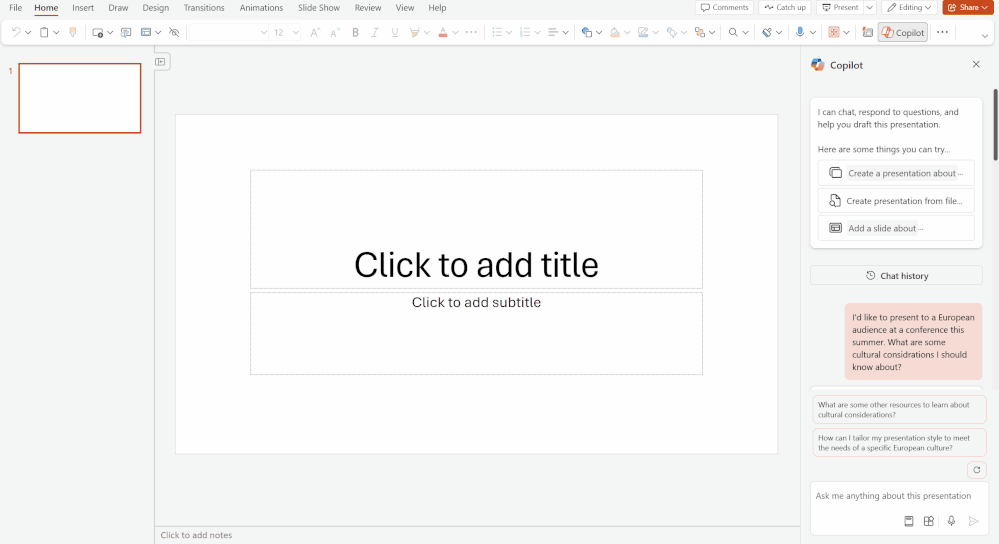 File Home Insert Draw Design Transitions Animations Slide Show Review View Help Comments Catch up Present Editing Share
12 B I U Copilot
1
Click to add title
Click to add subtitle
Click to add notes
Copilot
I can chat, respond to questions, and
help you draft this presentation.
Here are some things you can try...
Create a presentation about ...
Create presentation from file...
Add a slide about ...
Chat history
I'd like to present to a European
audience at a conference this
summer. What are some
cultural considrations I should
know about?
What are some other resources to learn about
cultural considerations?
How can I tailor my presentation style to meet
the needs of a specific European culture?
Ask me anything about this presentation